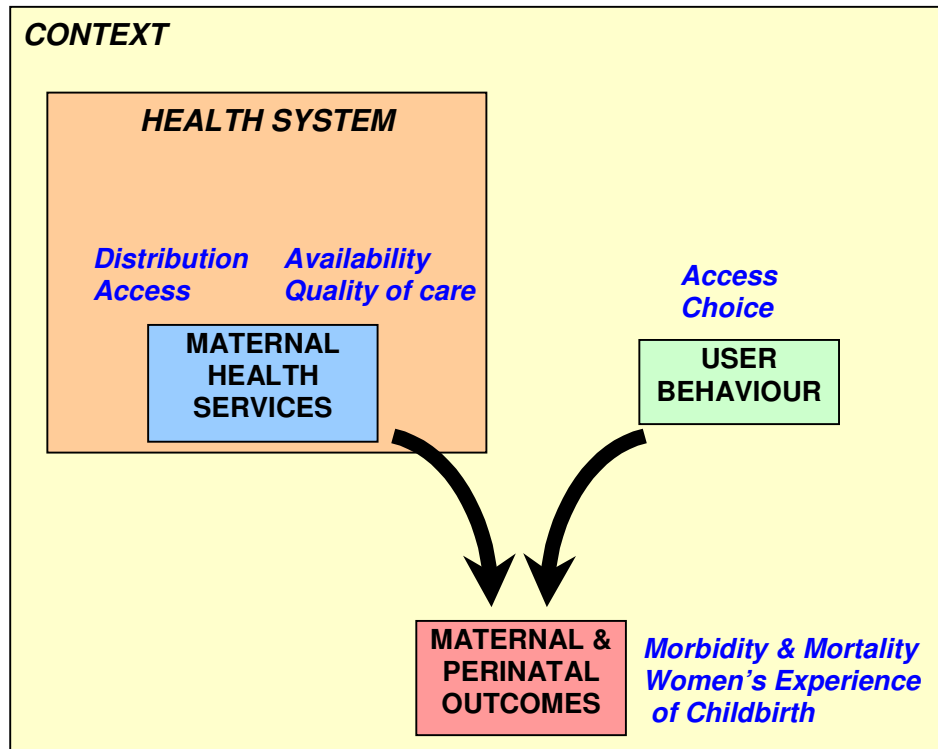 CONTEXT
HEALTH SYSTEM
Distribution
Access
Availability
Quality of care
MATERNAL
HEALTH
SERVICES
Access
Choice
USER
BEHAVIOUR
MATERNAL &
PERINATAL
OUTCOMES
Morbidity & Mortality
Women's Experience
of Childbirth